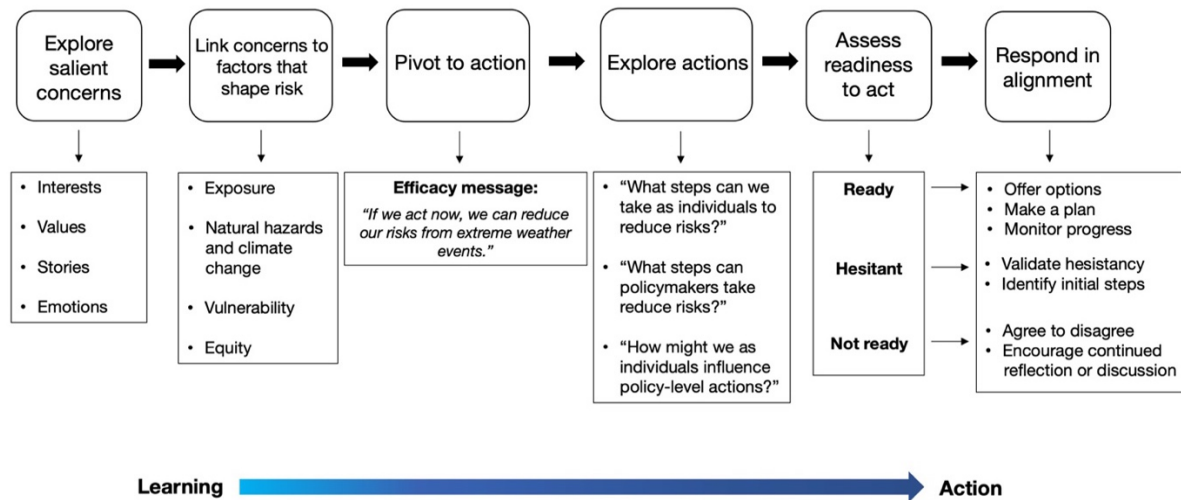 Explore
salient
concerns
Link concerns to
factors that
shape risk
Pivot to action
Explore actions
Assess
readiness
to act
Respond in
alignment
• Interests
• Values
• Stories
• Emotions
• Exposure
• Natural hazards
and climate
change
• Vulnerability
• Equity
Efficacy message:
“If we act now, we can reduce
our risks from extreme weather
events.”
• “What steps can we
take as individuals to
reduce risks?”
• “What steps can
policymakers take
reduce risks?”
• “How might we as
individuals influence
policy-level actions?”
Ready
Hesitant
Not ready
• Offer options
• Make a plan
• Monitor progress
• Validate hesistancy
• Identify initial steps
• Agree to disagree
• Encourage continued
reflection or discussion
Learning
Action